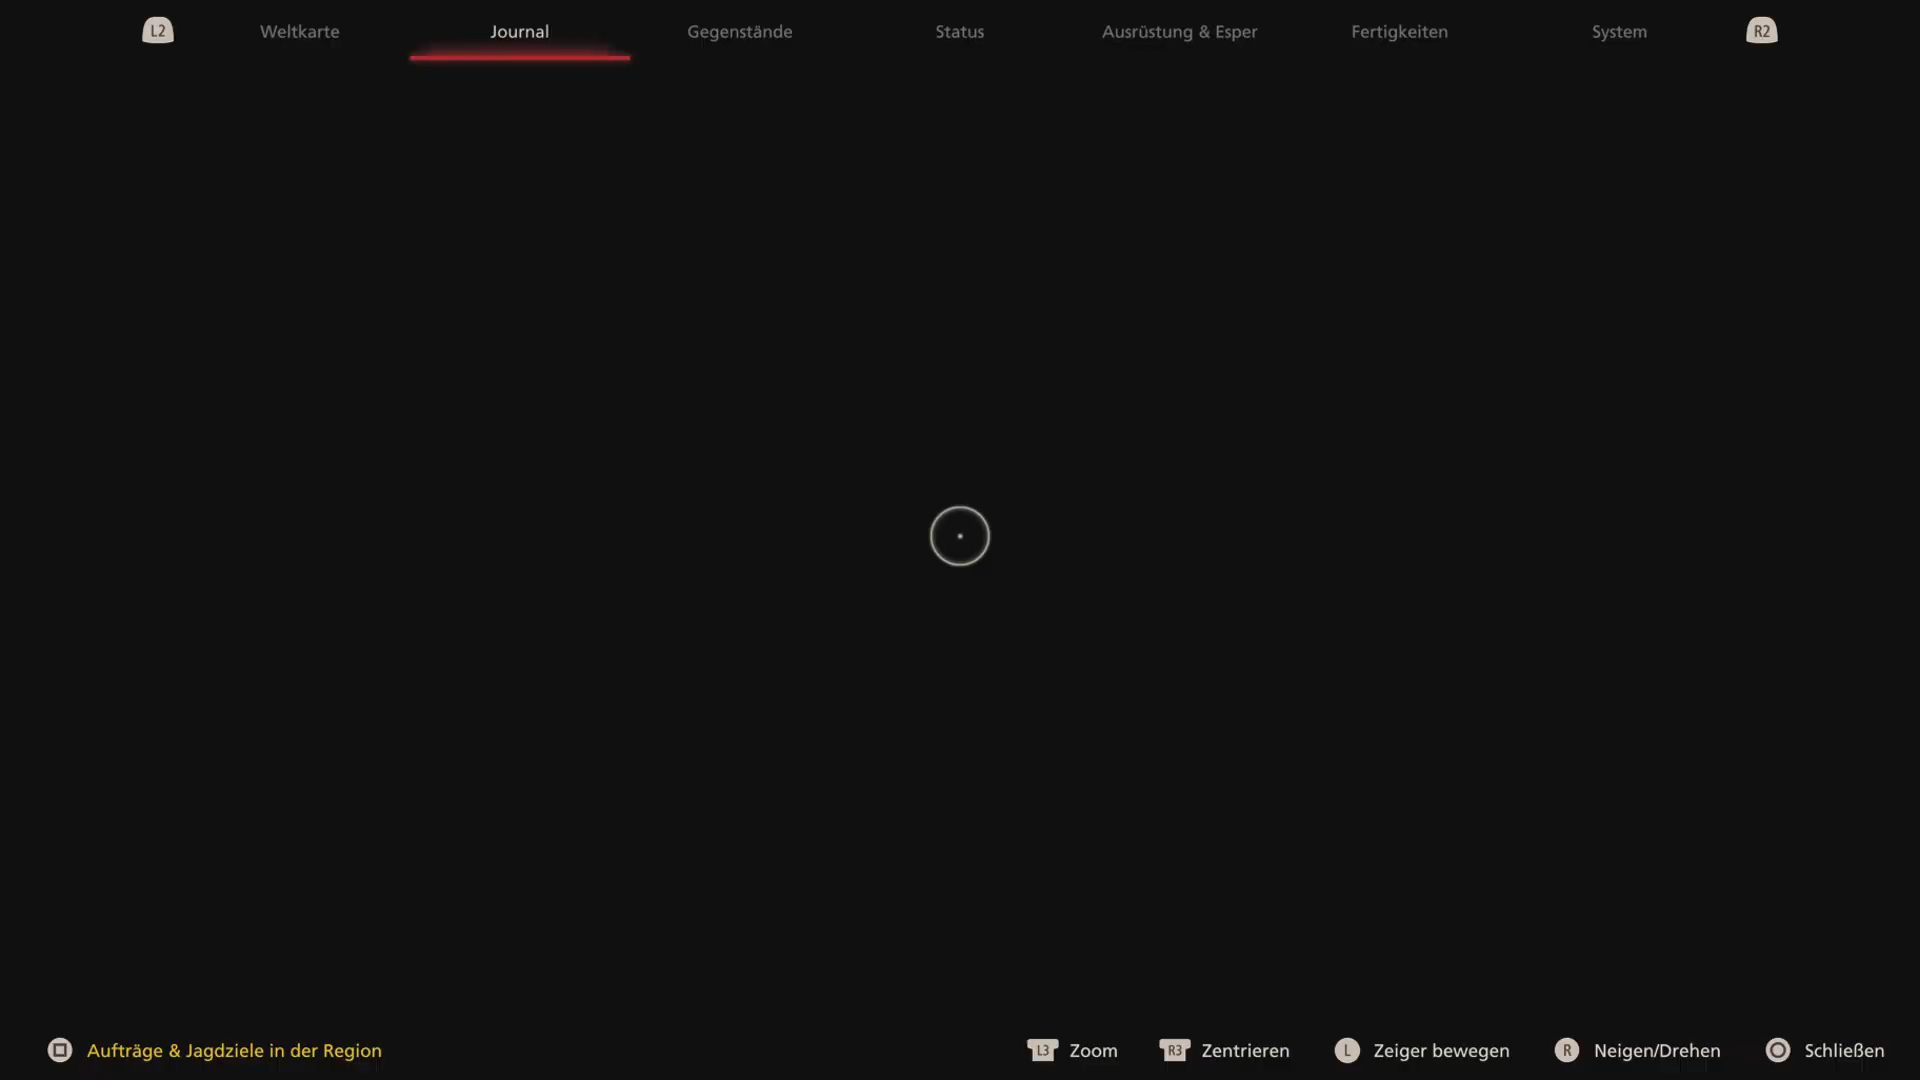 L2 Weltkarte Journal Gegenstände Status Ausrüstung & Esper Fertigkeiten System R2
Aufträge & Jagdziele in der Region L3 Zoom R3 Zentrieren L Zeiger bewegen R Neigen/Drehen Schließen